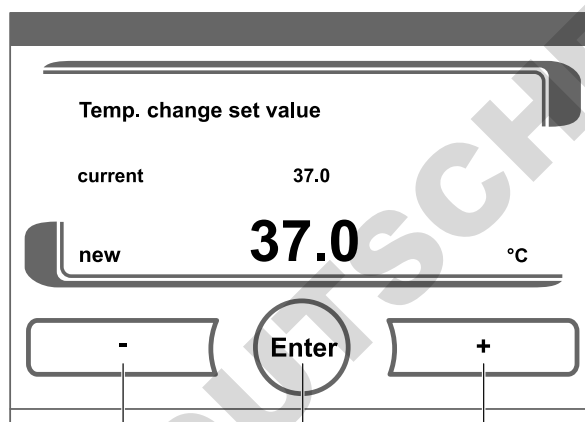 Temp. change set value
current 37.0
new 37.0 °C
- Enter +